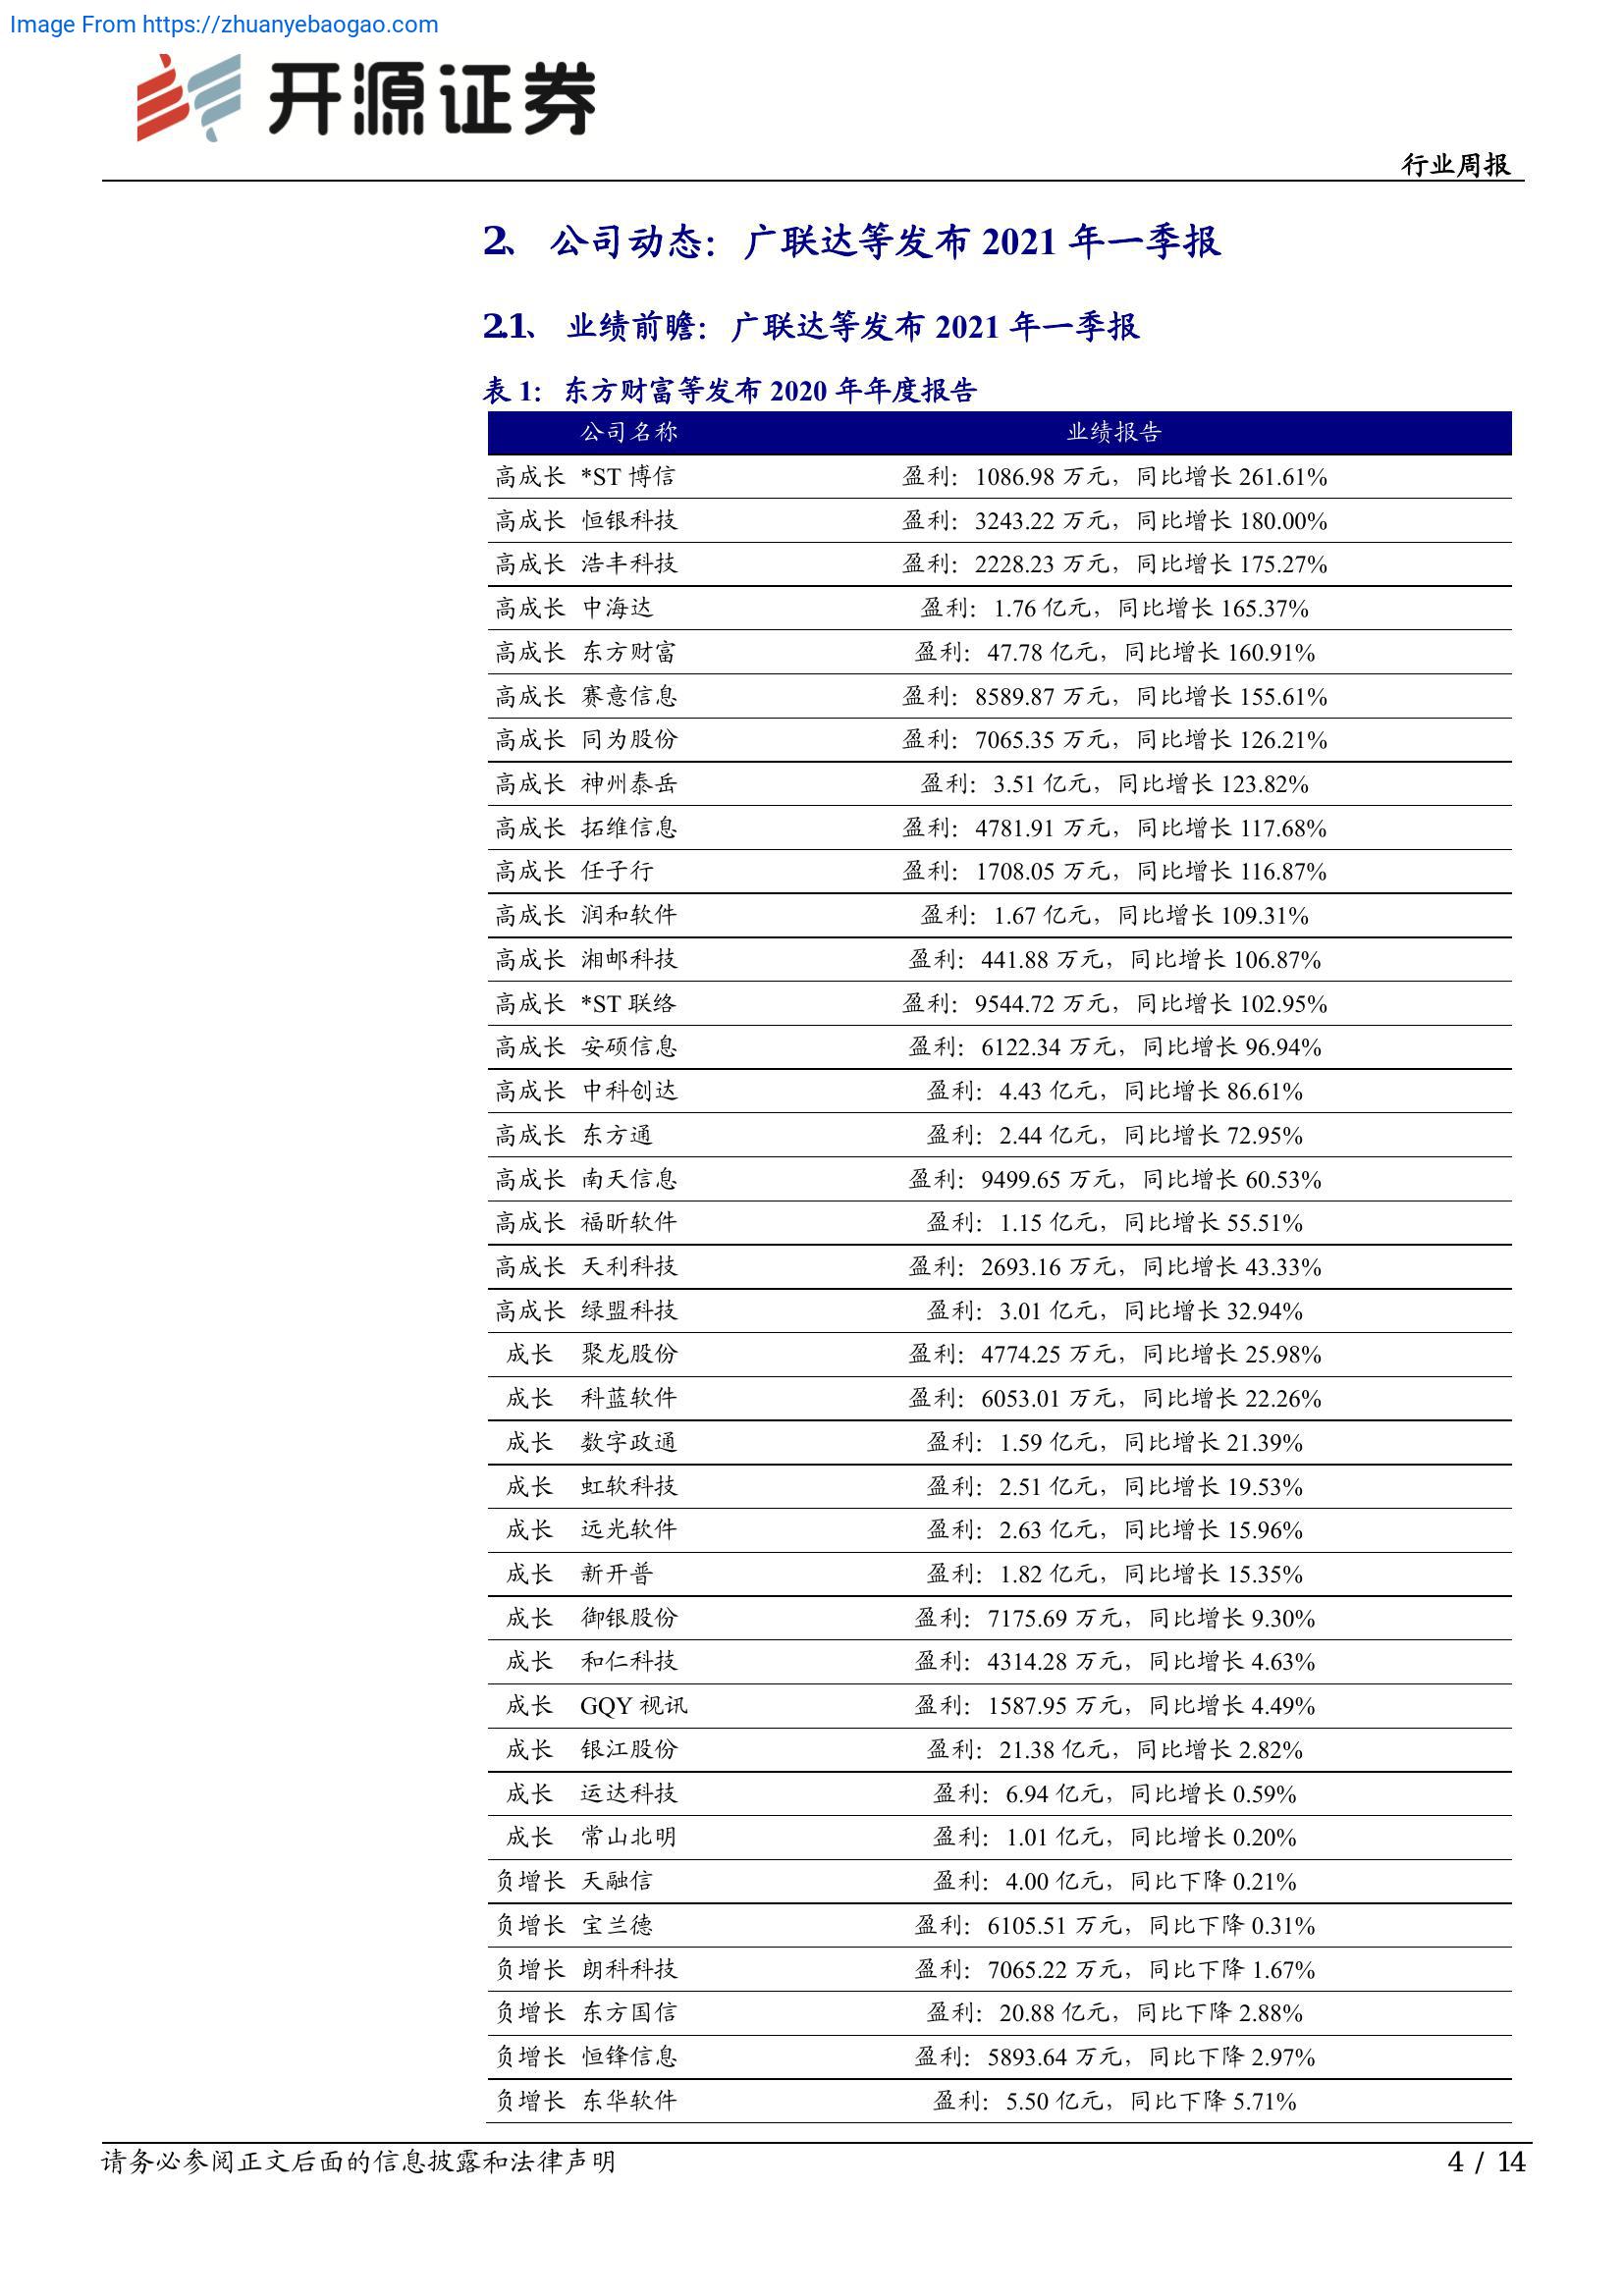 Image From https://zhuanyebaogao.com
开源证券
行业周报
2、 公司动态：广联达等发布 2021 年一季报
2.1、 业绩前瞻：广联达等发布 2021 年一季报
表 1：东方财富等发布 2020 年年度报告
公司名称 业绩报告
高成长 *ST 博信 盈利：1086.98 万元，同比增长 261.61%
高成长 恒银科技 盈利：3243.22 万元，同比增长 180.00%
高成长 浩丰科技 盈利：2228.23 万元，同比增长 175.27%
高成长 中海达 盈利：1.76 亿元，同比增长 165.37%
高成长 东方财富 盈利：47.78 亿元，同比增长 160.91%
高成长 赛意信息 盈利：8589.87 万元，同比增长 155.61%
高成长 同为股份 盈利：7065.35 万元，同比增长 126.21%
高成长 神州泰岳 盈利：3.51 亿元，同比增长 123.82%
高成长 拓维信息 盈利：4781.91 万元，同比增长 117.68%
高成长 任子行 盈利：1708.05 万元，同比增长 116.87%
高成长 润和软件 盈利：1.67 亿元，同比增长 109.31%
高成长 湘邮科技 盈利：441.88 万元，同比增长 106.87%
高成长 *ST 联络 盈利：9544.72 万元，同比增长 102.95%
高成长 安硕信息 盈利：6122.34 万元，同比增长 96.94%
高成长 中科创达 盈利：4.43 亿元，同比增长 86.61%
高成长 东方通 盈利：2.44 亿元，同比增长 72.95%
高成长 南天信息 盈利：9499.65 万元，同比增长 60.53%
高成长 福昕软件 盈利：1.15 亿元，同比增长 55.51%
高成长 天利科技 盈利：2693.16 万元，同比增长 43.33%
高成长 绿盟科技 盈利：3.01 亿元，同比增长 32.94%
成长 聚龙股份 盈利：4774.25 万元，同比增长 25.98%
成长 科蓝软件 盈利：6053.01 万元，同比增长 22.26%
成长 数字政通 盈利：1.59 亿元，同比增长 21.39%
成长 虹软科技 盈利：2.51 亿元，同比增长 19.53%
成长 远光软件 盈利：2.63 亿元，同比增长 15.96%
成长 新开普 盈利：1.82 亿元，同比增长 15.35%
成长 御银股份 盈利：7175.69 万元，同比增长 9.30%
成长 和仁科技 盈利：4314.28 万元，同比增长 4.63%
成长 GQY 视讯 盈利：1587.95 万元，同比增长 4.49%
成长 银江股份 盈利：21.38 亿元，同比增长 2.82%
成长 运达科技 盈利：6.94 亿元，同比增长 0.59%
成长 常山北明 盈利：1.01 亿元，同比增长 0.20%
负增长 天融信 盈利：4.00 亿元，同比下降 0.21%
负增长 宝兰德 盈利：6105.51 万元，同比下降 0.31%
负增长 朗科科技 盈利：7065.22 万元，同比下降 1.67%
负增长 东方国信 盈利：20.88 亿元，同比下降 2.88%
负增长 恒锋信息 盈利：5893.64 万元，同比下降 2.97%
负增长 东华软件 盈利：5.50 亿元，同比下降 5.71%
请务必参阅正文后面的信息披露和法律声明 4 / 14